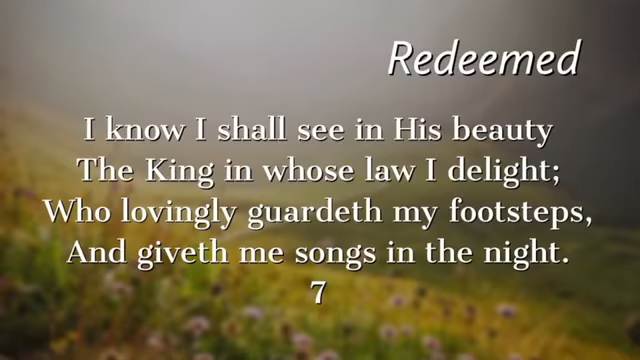 Redeemed
I know I shall see in His beauty
The King in whose law I delight;
Who lovingly guardeth my footsteps,
And giveth me songs in the night.
7